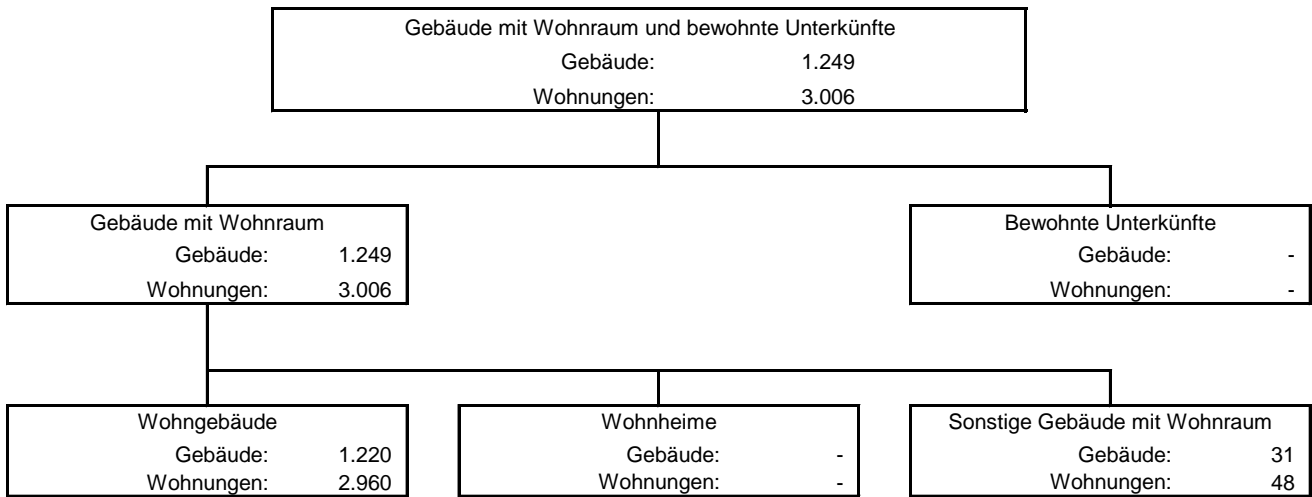 Gebäude mit Wohnraum und bewohnte Unterkünfte
Gebäude: 1.249
Wohnungen: 3.006
Gebäude mit Wohnraum
Gebäude: 1.249
Wohnungen: 3.006
Bewohnte Unterkünfte
Gebäude: -
Wohnungen: -
Wohngebäude
Gebäude: 1.220
Wohnungen: 2.960
Wohnheime
Gebäude: -
Wohnungen: -
Sonstige Gebäude mit Wohnraum
Gebäude: 31
Wohnungen: 48